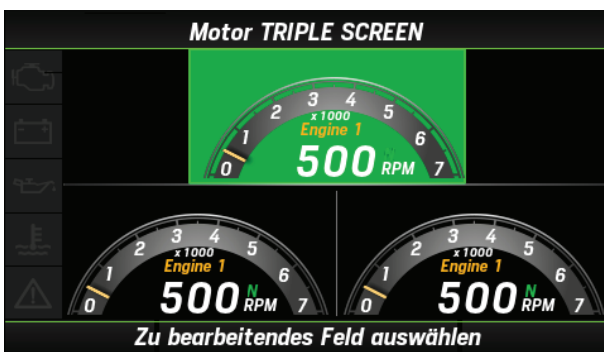 Motor TRIPLE SCREEN
0 1 2 3 4 5 6 7
x 1000
Engine 1
N
500 RPM
0 1 2 3 4 5 6 7
x 1000
Engine 1
N
500 RPM
0 1 2 3 4 5 6 7
x 1000
Engine 1
N
500 RPM
Zu bearbeitendes Feld auswählen